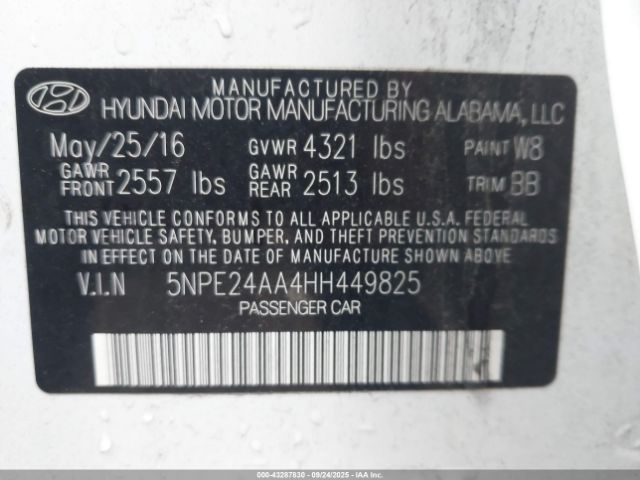 MANUFACTURED BY
HYUNDAI MOTOR MANUFACTURING ALABAMA, LLC
May/25/16 GVWR 4321 lbs PAINT W8
GAWR FRONT 2557 lbs GAWR REAR 2513 lbs TRIM BB
THIS VEHICLE CONFORMS TO ALL APPLICABLE U.S.A. FEDERAL
MOTOR VEHICLE SAFETY, BUMPER, AND THEFT PREVENTION STANDARDS
IN EFFECT ON THE DATE OF MANUFACTURE SHOWN ABOVE
V.I.N 5NPE24AA4HH449825
PASSENGER CAR
000-43287830 - 09/24/2025 - IAA Inc. All Rights Reserved